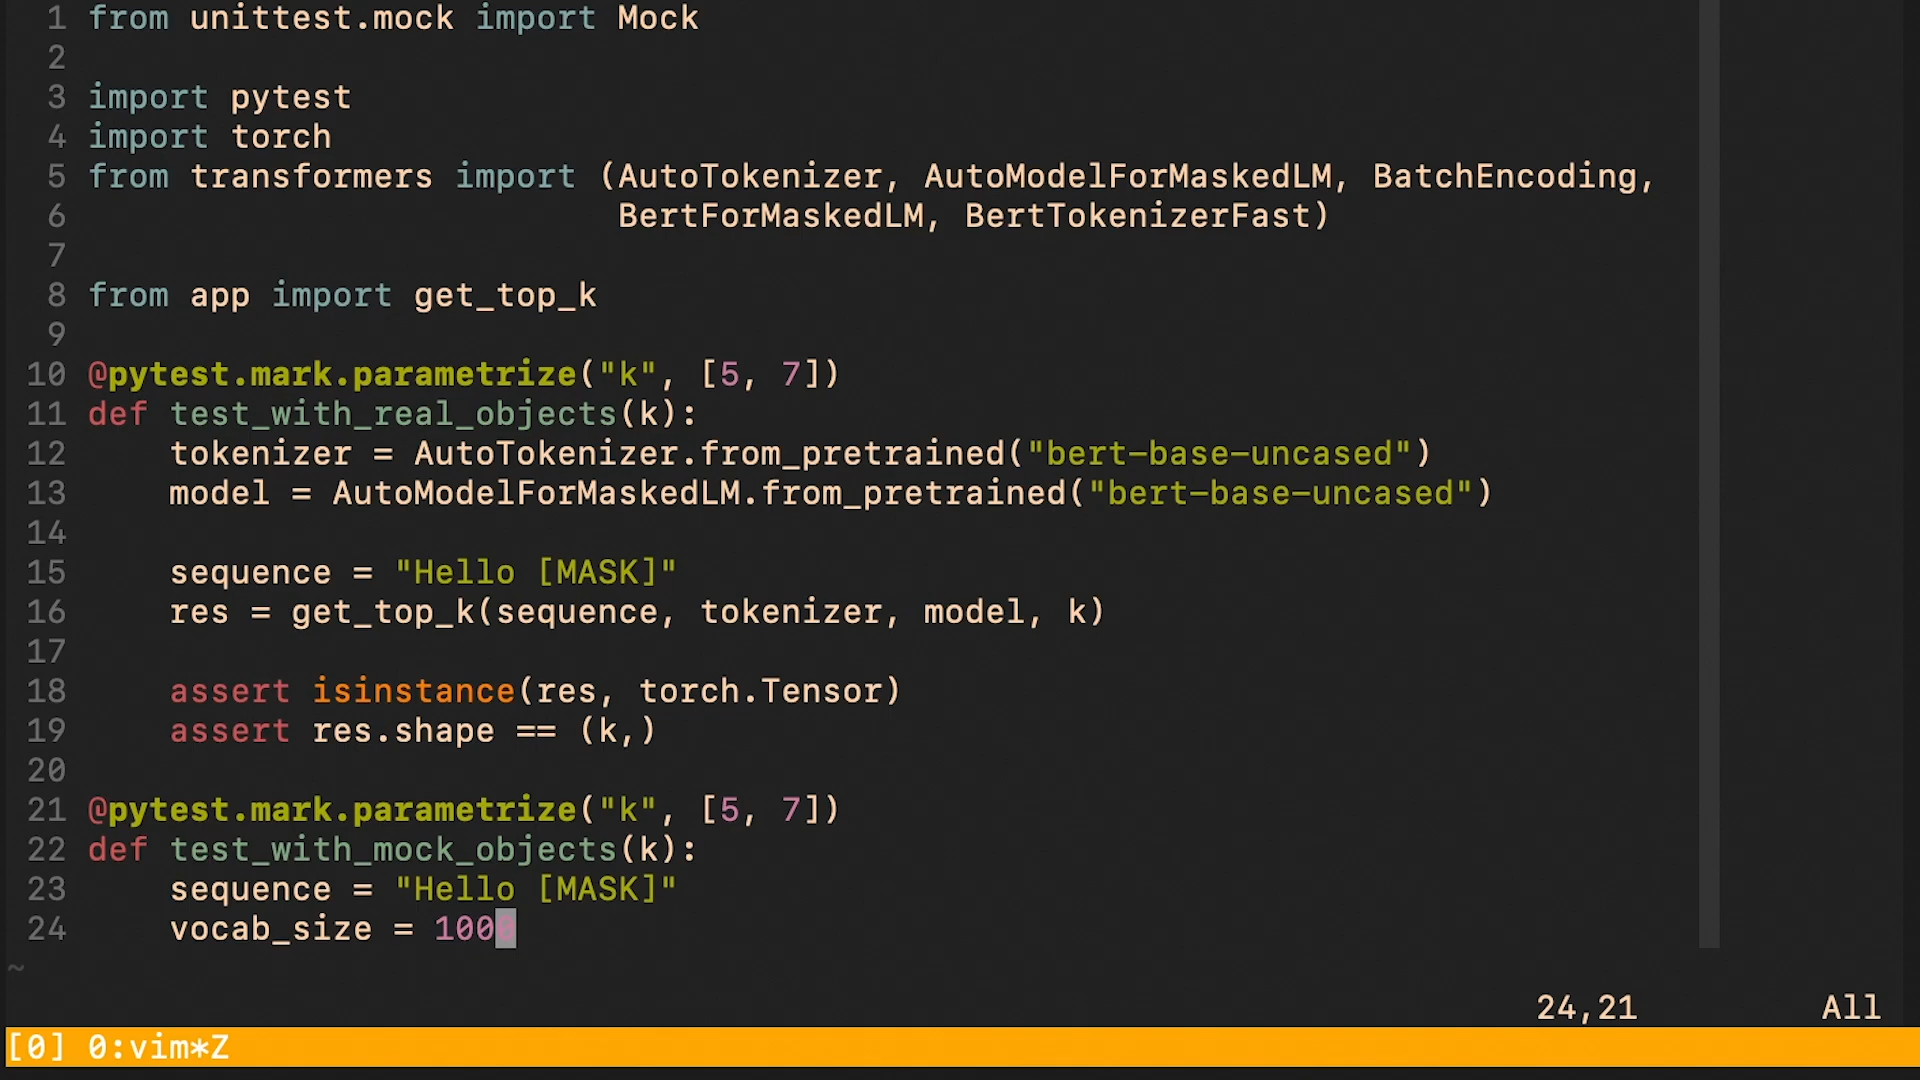 1 from unittest.mock import Mock
2
3 import pytest
4 import torch
5 from transformers import (AutoTokenizer, AutoModelForMaskedLM, BatchEncoding,
6                           BertForMaskedLM, BertTokenizerFast)
7
8 from app import get_top_k
9
10 @pytest.mark.parametrize("k", [5, 7])
11 def test_with_real_objects(k):
12     tokenizer = AutoTokenizer.from_pretrained("bert-base-uncased")
13     model = AutoModelForMaskedLM.from_pretrained("bert-base-uncased")
14
15     sequence = "Hello [MASK]"
16     res = get_top_k(sequence, tokenizer, model, k)
17
18     assert isinstance(res, torch.Tensor)
19     assert res.shape == (k,)
20
21 @pytest.mark.parametrize("k", [5, 7])
22 def test_with_mock_objects(k):
23     sequence = "Hello [MASK]"
24     vocab_size = 1000
~
24,21 All
[0] 0:vim*Z